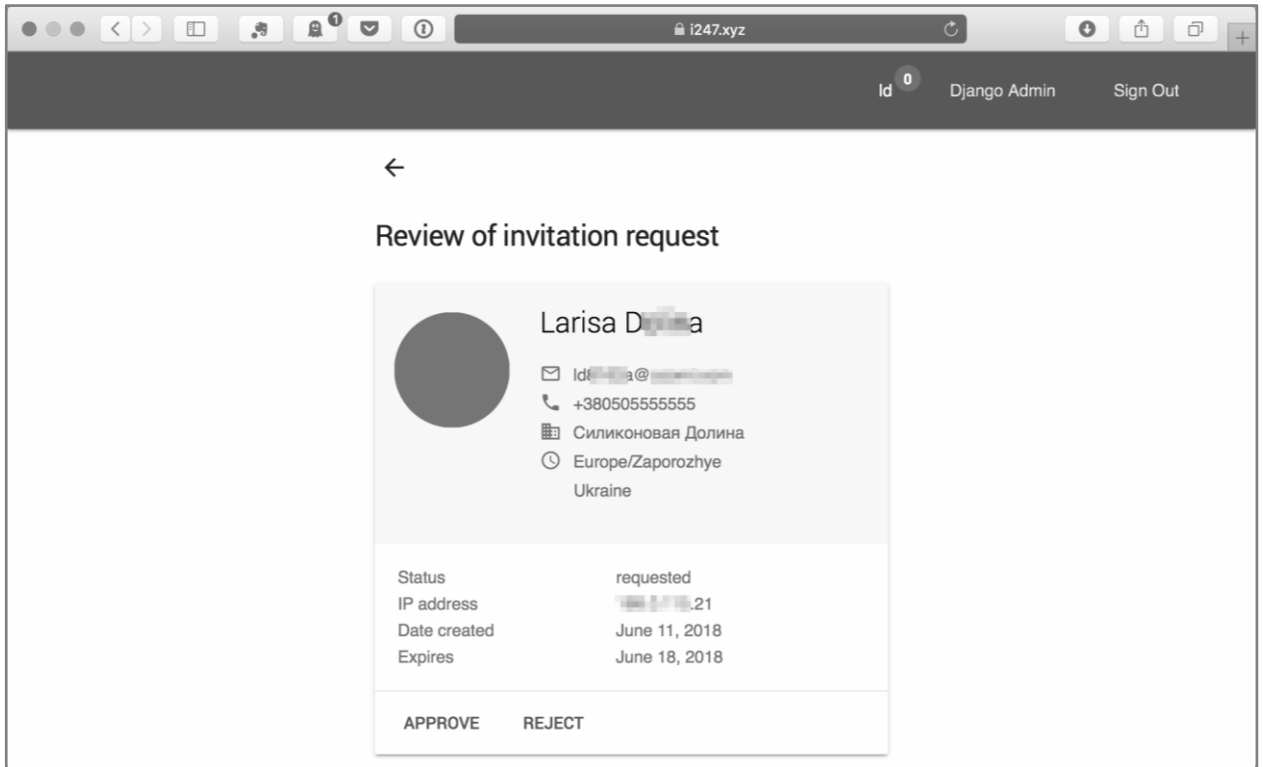 1
i247.xyz
Id 0 Django Admin Sign Out
Review of invitation request
Larisa
+380505555555
Силиконовая Долина
Europe/Zaporozhye
Ukraine
Status requested
IP address .21
Date created June 11, 2018
Expires June 18, 2018
APPROVE REJECT